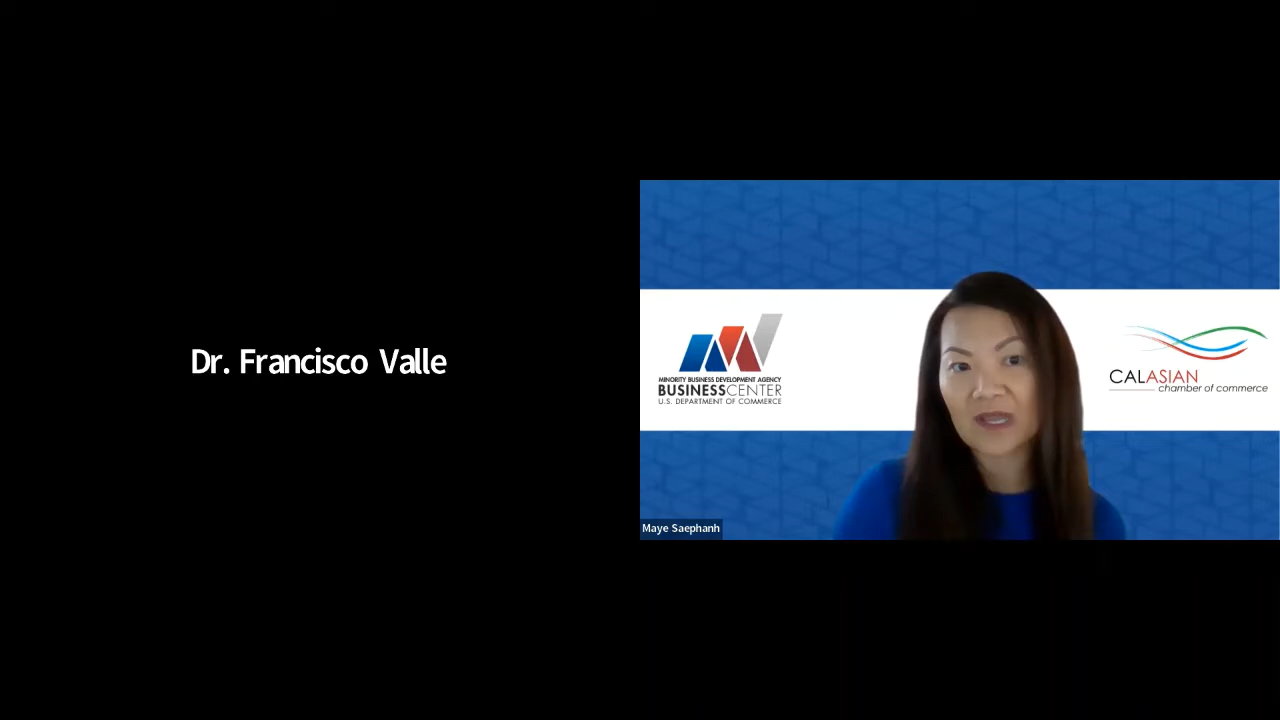 Dr. Francisco Valle
MINORITY BUSINESS DEVELOPMENT AGENCY
BUSINESSCENTER
U.S. DEPARTMENT OF COMMERCE
CALASIAN
chamber of commerce
Maye Saephanh